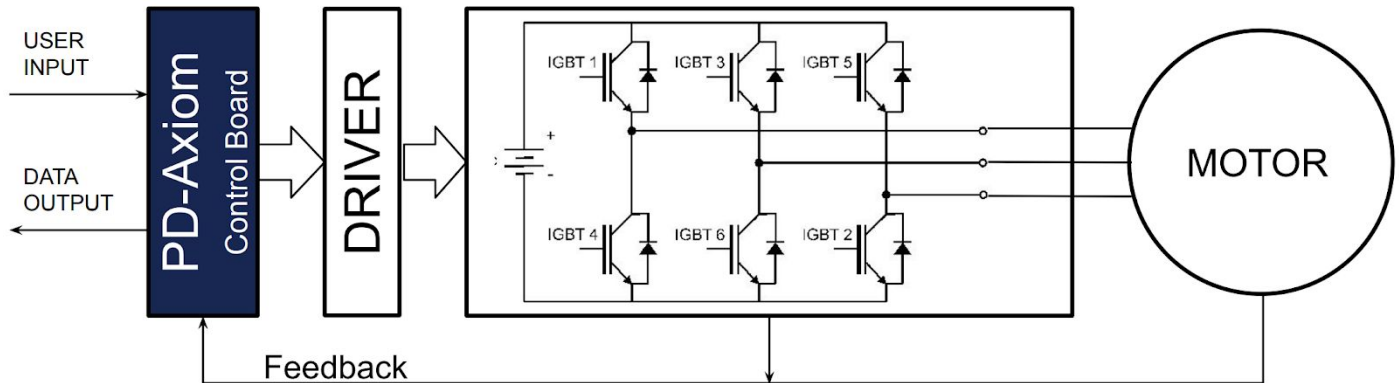 USER
INPUT
DATA
OUTPUT
PD-Axiom
Control Board
DRIVER
IGBT 1
IGBT 3
IGBT 5
+
-
IGBT 4
IGBT 6
IGBT 2
MOTOR
Feedback